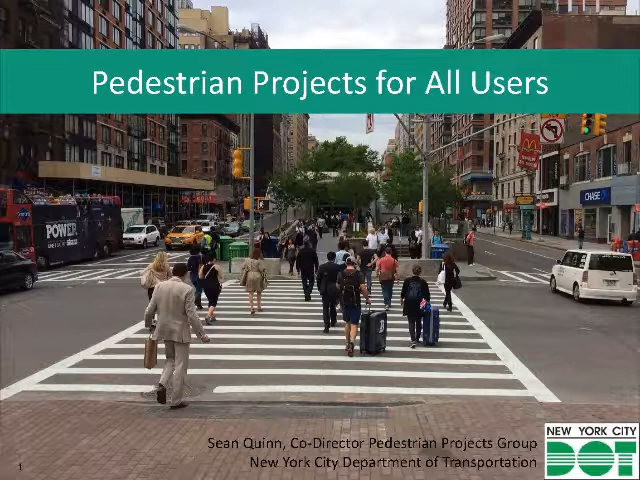 Pedestrian Projects for All Users
POWER
McDonald's
CHASE
Sean Quinn, Co-Director Pedestrian Projects Group
New York City Department of Transportation
NEW YORK CITY
DOT
1